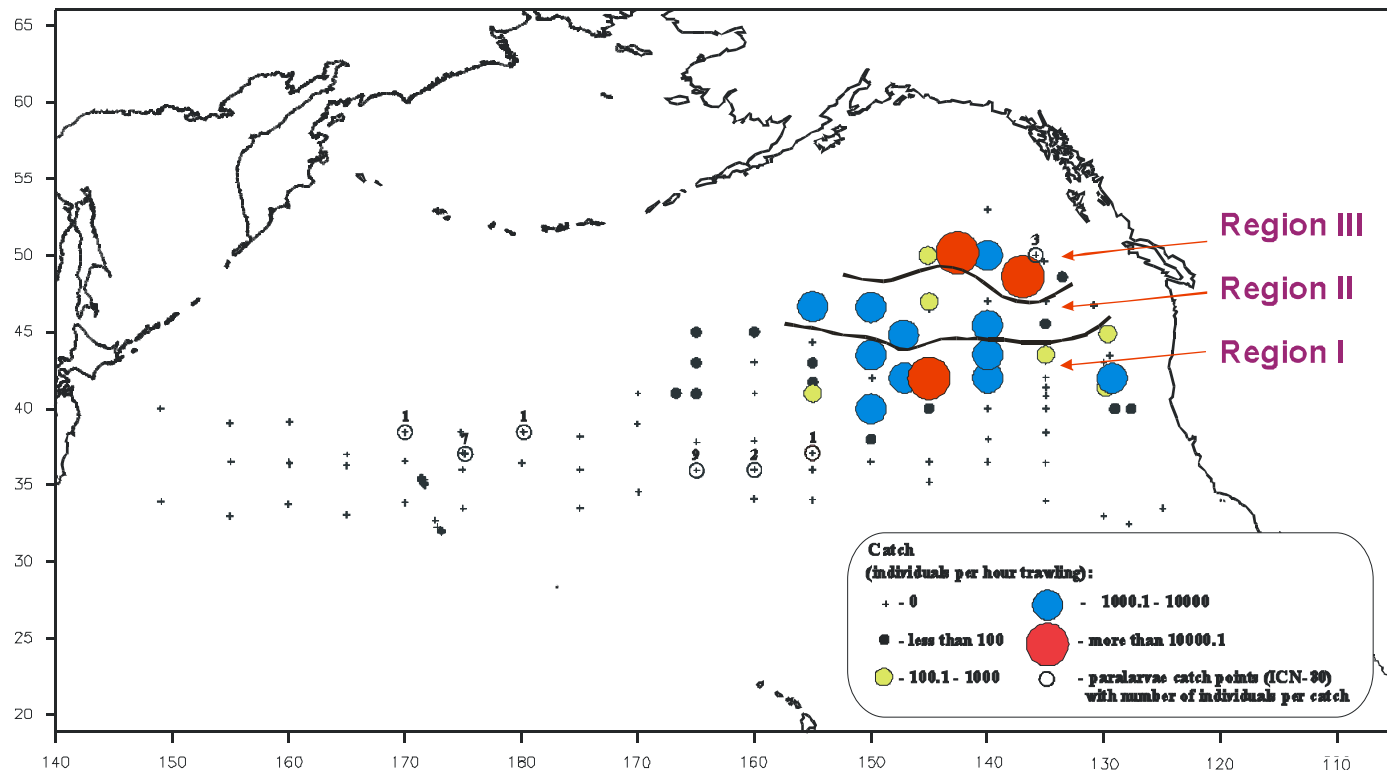 65
60
55
50
45
40
35
30
25
20
Region III
Region II
Region I
3
1
7
1
9
2
1
Catch
(individuals per hour trawling):
+ - 0
- less than 100
- 100.1 - 1000
- 1000.1 - 10000
- more than 10000.1
- paralarvae catch points (ICN-80)
with number of individuals per catch
140 150 160 170 180 170 160 150 140 130 120 110